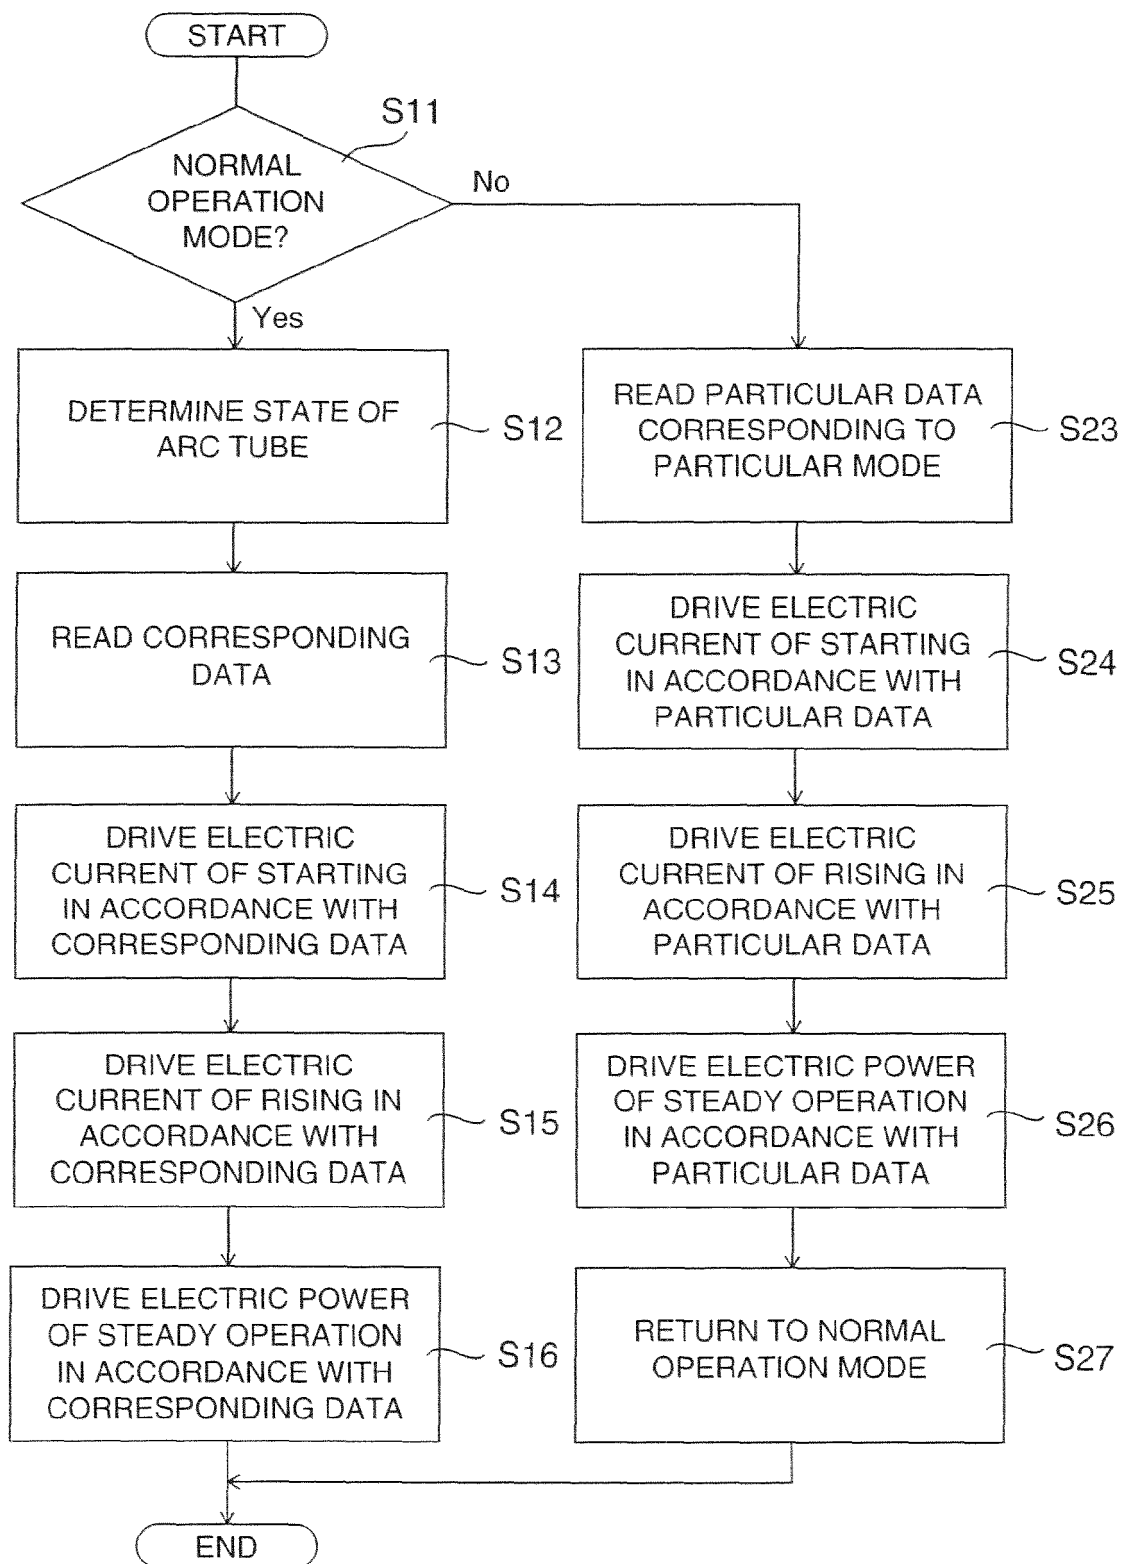 START
S11
NORMAL
OPERATION
MODE?
No
Yes
DETERMINE STATE OF
ARC TUBE
S12
READ CORRESPONDING
DATA
S13
DRIVE ELECTRIC
CURRENT OF STARTING
IN ACCORDANCE WITH
CORRESPONDING DATA
S14
DRIVE ELECTRIC
CURRENT OF RISING IN
ACCORDANCE WITH
CORRESPONDING DATA
S15
DRIVE ELECTRIC POWER
OF STEADY OPERATION
IN ACCORDANCE WITH
CORRESPONDING DATA
S16
READ PARTICULAR DATA
CORRESPONDING TO
PARTICULAR MODE
S23
DRIVE ELECTRIC
CURRENT OF STARTING
IN ACCORDANCE WITH
PARTICULAR DATA
S24
DRIVE ELECTRIC
CURRENT OF RISING IN
ACCORDANCE WITH
PARTICULAR DATA
S25
DRIVE ELECTRIC POWER
OF STEADY OPERATION
IN ACCORDANCE WITH
PARTICULAR DATA
S26
RETURN TO NORMAL
OPERATION MODE
S27
END